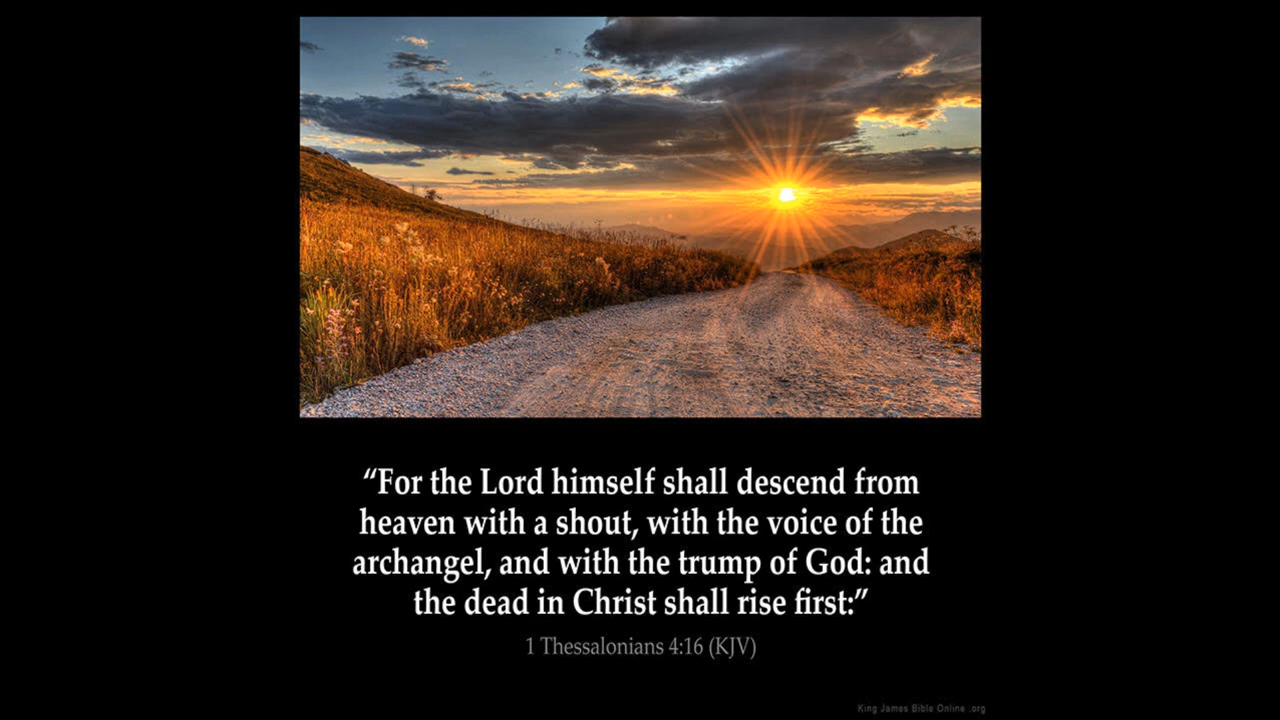 “For the Lord himself shall descend from
heaven with a shout, with the voice of the
archangel, and with the trump of God: and
the dead in Christ shall rise first:”
1 Thessalonians 4:16 (KJV)
King James Bible Online .org